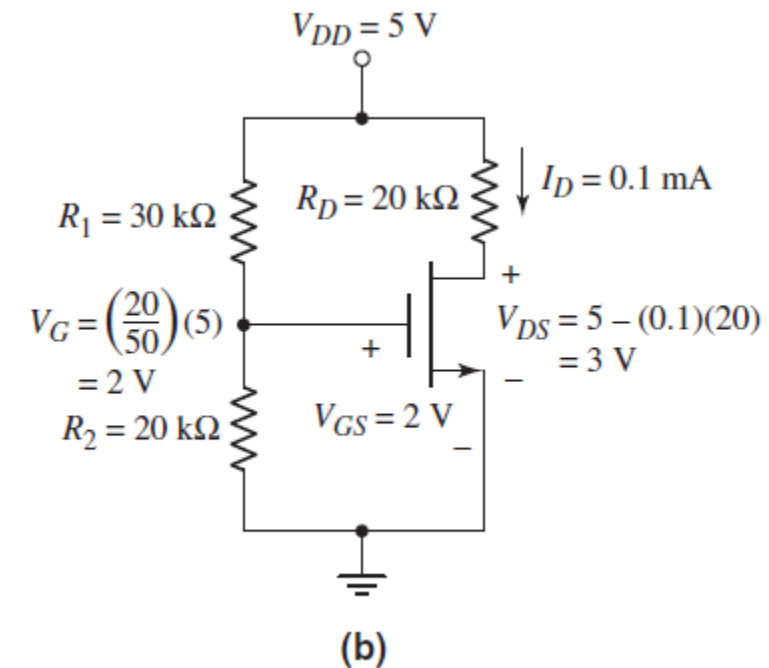 V_DD = 5 V
I_D = 0.1 mA
R_D = 20 kΩ
R_1 = 30 kΩ
+
V_G = (20/50)(5)
= 2 V
+
V_DS = 5 – (0.1)(20)
= 3 V
–
R_2 = 20 kΩ
V_GS = 2 V
–
(b)